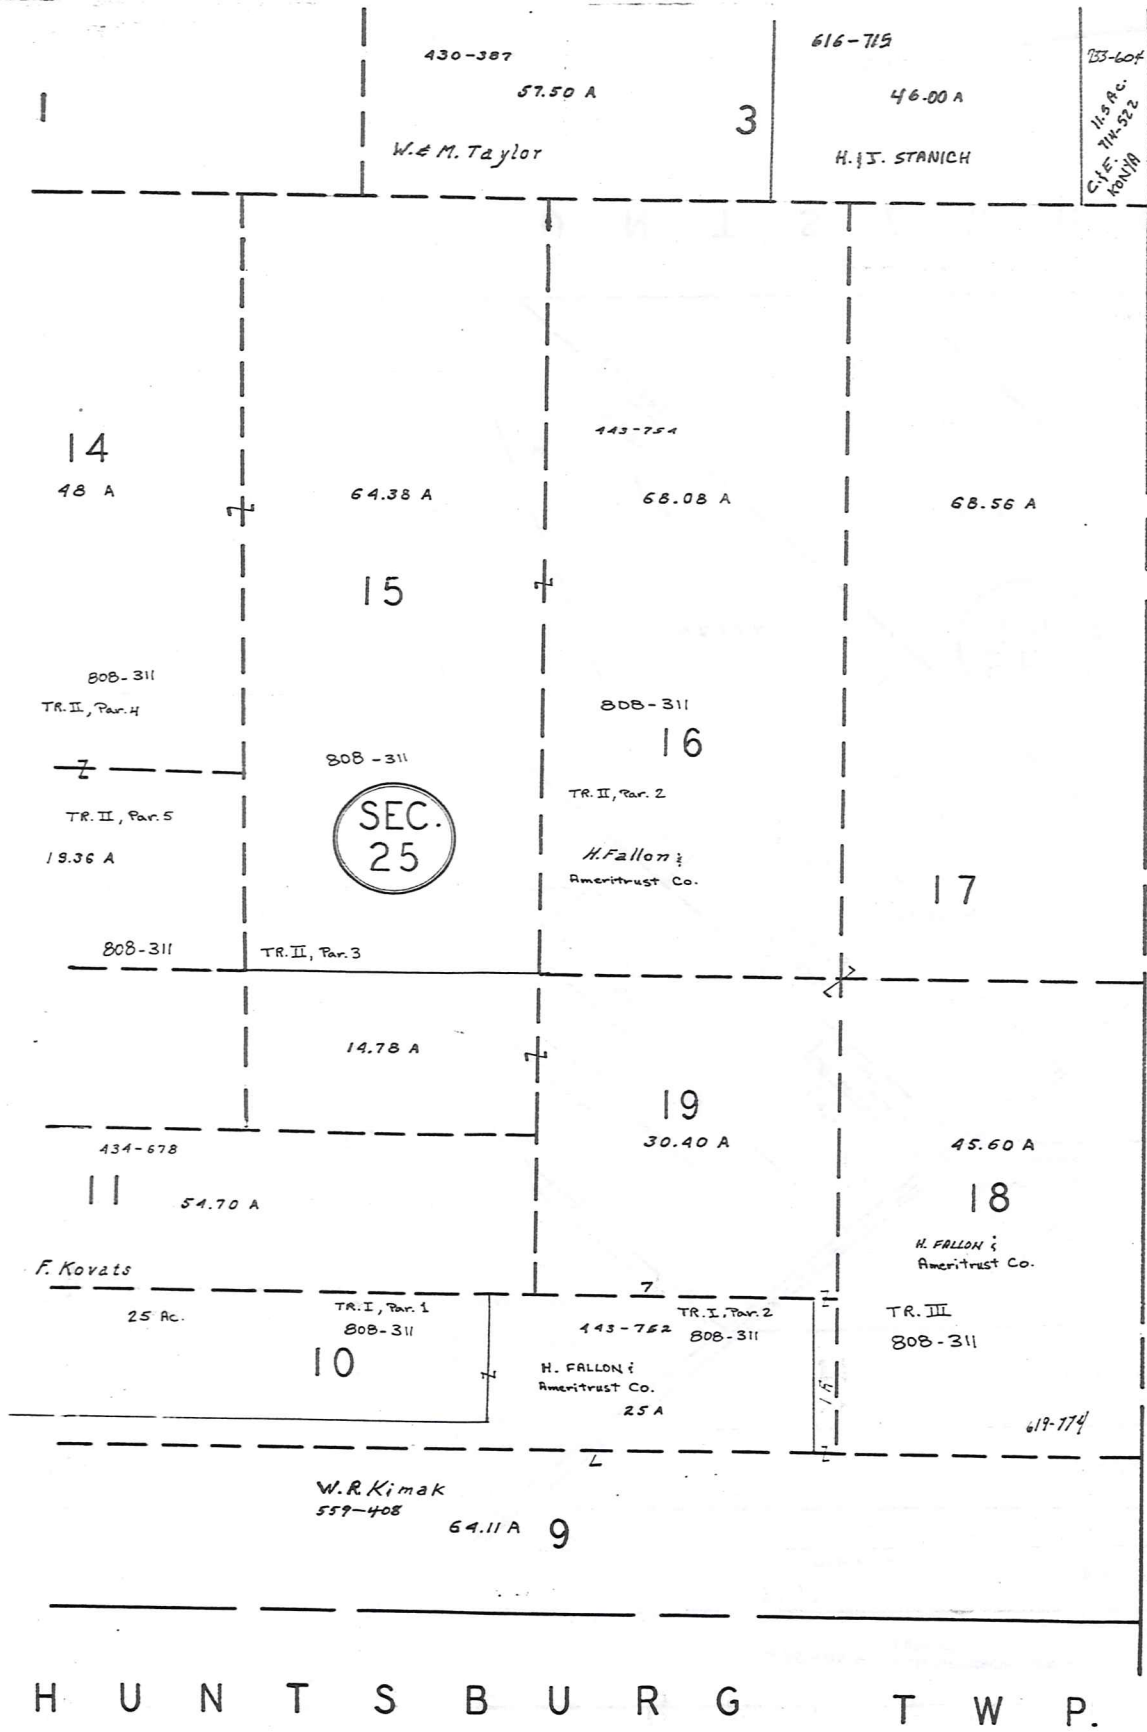 430-387
57.50 A
W. & M. Taylor
1
3
616-715
46.00 A
H. & J. STANICH
733-604
11.5 Ac.
714-522
C. & E.
KONYA
14
48 A
64.38 A
15
443-754
68.08 A
68.56 A
808-311
TR. II, Par. 4
808-311
808-311
16
TR. II, Par. 5
19.36 A
SEC.
25
TR. II, Par. 2
H. Fallon &
Ameritrust Co.
17
808-311
TR. II, Par. 3
14.78 A
19
30.40 A
45.60 A
18
434-678
11
54.70 A
F. Kovats
H. FALLON &
Ameritrust Co.
25 Ac.
TR. I, Par. 1
808-311
10
443-762
TR. I, Par. 2
808-311
H. FALLON &
Ameritrust Co.
25 A
TR. III
808-311
619-774
W. R. Kimak
559-408
64.11 A
9
HUNTSBURG TWP.